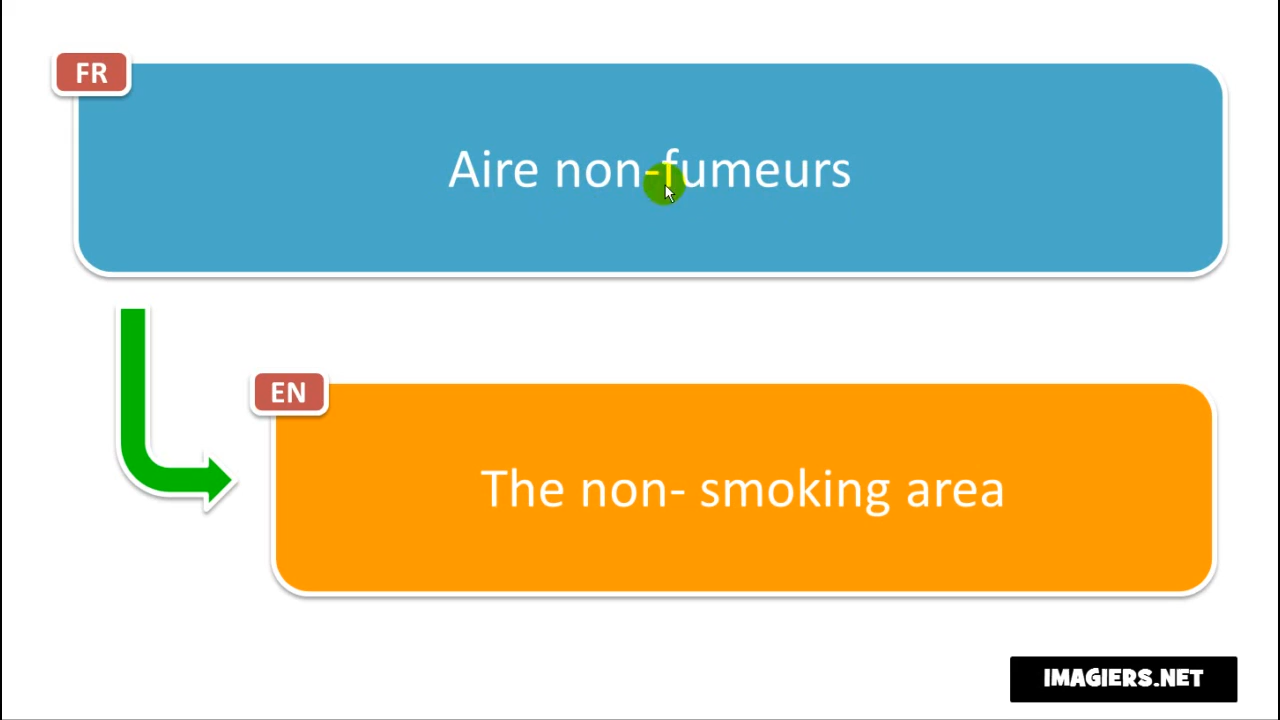 FR
Aire non-fumeurs
EN
The non- smoking area
IMAGIERS.NET